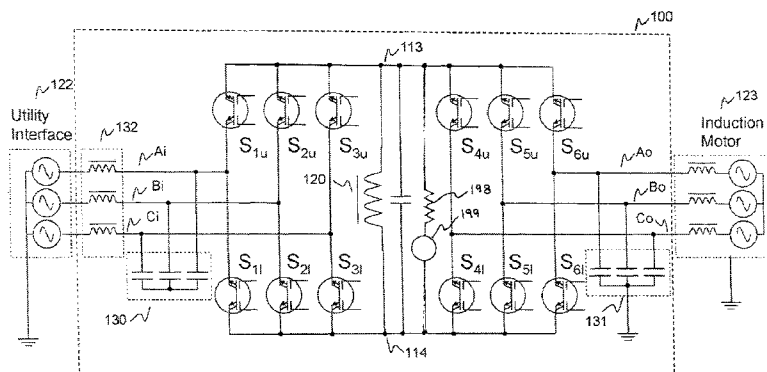 100
113
122
123
Utility
Interface
132
Induction
Motor
Ai
S1u
S2u
S3u
S4u
S5u
S6u
Ao
120
198
Bi
Bo
199
Ci
Co
S1l
S2l
S3l
S4l
S5l
S6l
130
114
131